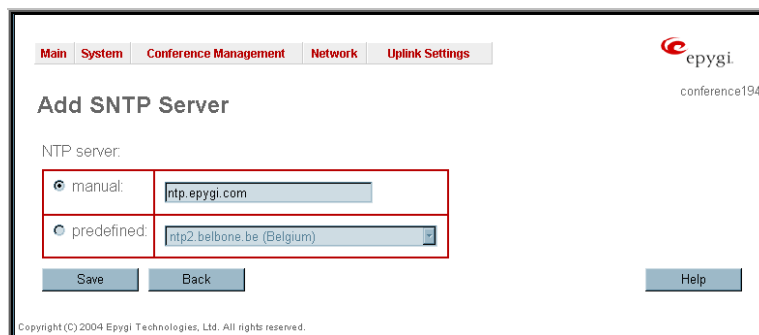 Main System Conference Management Network Uplink Settings
epygi
conference194
Add SNTP Server
NTP server:
manual: ntp.epygi.com
predefined: ntp2.belbone.be (Belgium)
Save Back Help
Copyright (C) 2004 Epygi Technologies, Ltd. All rights reserved.